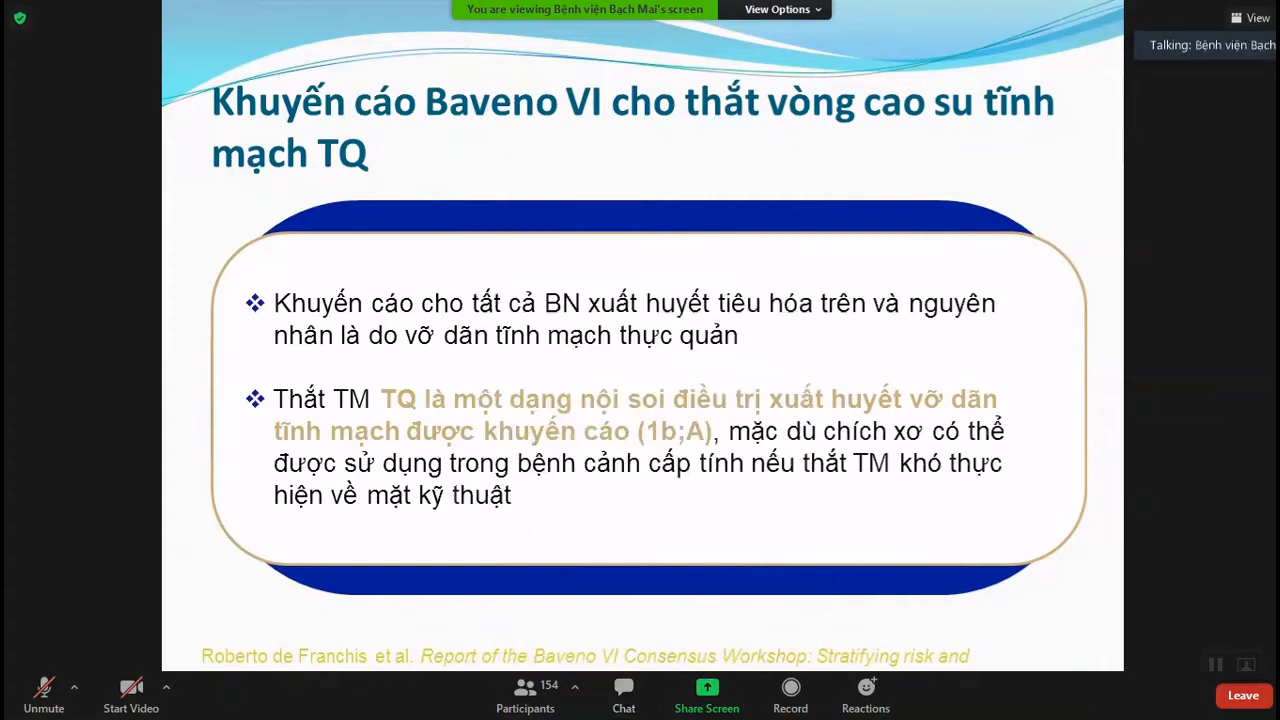 You are viewing Bệnh viện Bạch Mai's screen
View Options
View
Talking: Bệnh viện Bạch
Khuyến cáo Baveno VI cho thắt vòng cao su tĩnh
mạch TQ
Khuyến cáo cho tất cả BN xuất huyết tiêu hóa trên và nguyên
nhân là do vỡ dãn tĩnh mạch thực quản
Thắt TM TQ là một dạng nội soi điều trị xuất huyết vỡ dãn
tĩnh mạch được khuyến cáo (1b;A), mặc dù chích xơ có thể
được sử dụng trong bệnh cảnh cấp tính nếu thắt TM khó thực
hiện về mặt kỹ thuật
Roberto de Franchis et al. Report of the Baveno VI Consensus Workshop: Stratifying risk and
Unmute
Start Video
154
Participants
Chat
Share Screen
Record
Reactions
Leave